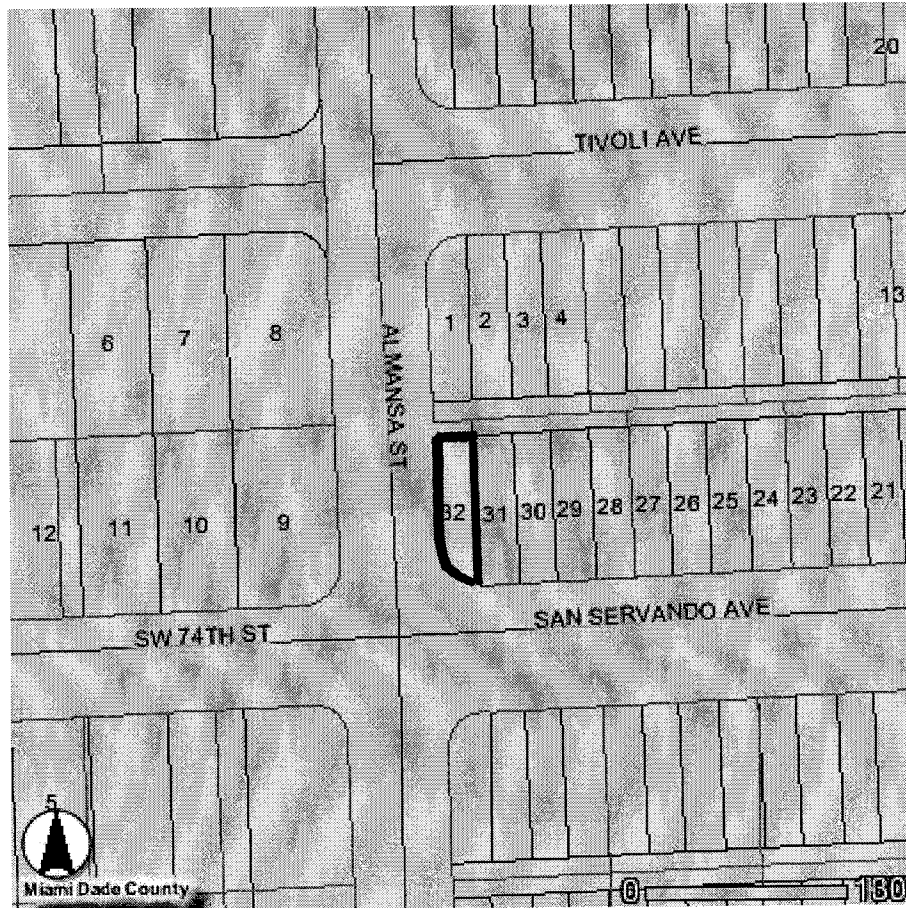 20
TIVOLI AVE
13
1 2 3 4
6 7 8
ALMANSA ST
32 31 30 29 28 27 26 25 24 23 22 21
12 11 10 9
SAN SERVANDO AVE
SW 74TH ST
5
Miami Dade County
0 180